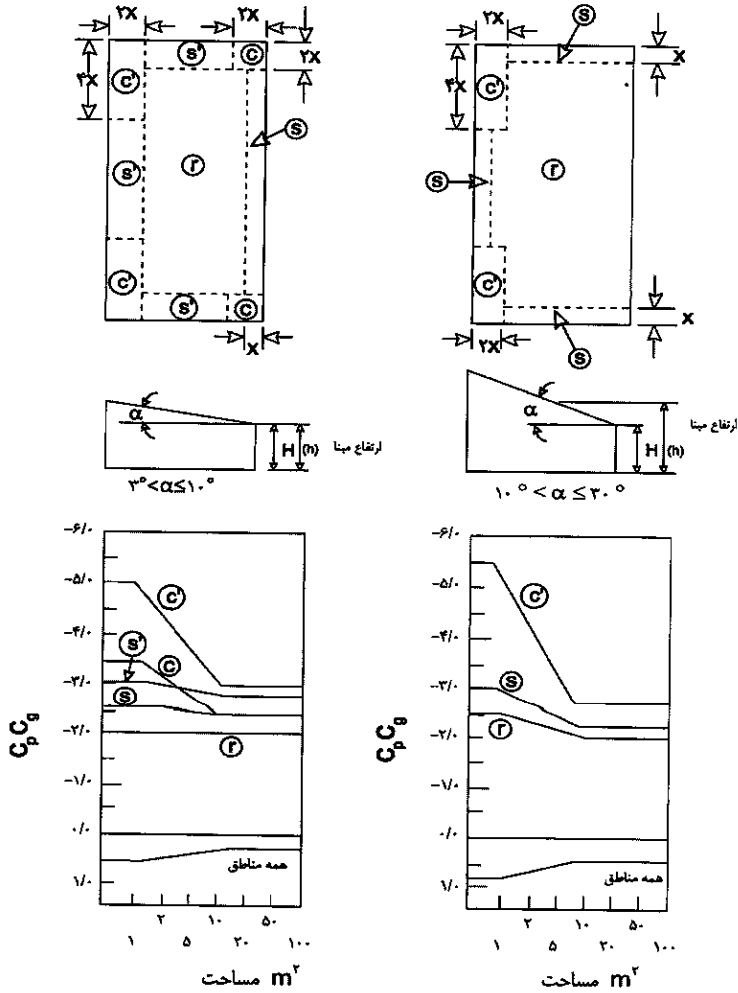 ۲X ۲X
۲X
۴X
s' c
c'
s
s' r
c'
s' c
X
۲X s
X
۴X
c'
r
s
c'
X
۲X s
α
H (h) ارتفاع مبنا
۳°<α≤۱۰°
α
H (h) ارتفاع مبنا
۱۰° < α ≤ ۳۰°
-۶/۰
-۵/۰
c'
-۴/۰
s' c
-۳/۰
s
-۲/۰
r
-۱/۰
۰/۰
همه مناطق
۱/۰
CpCg
۲ ۱۰ ۵۰
۱ ۵ ۲۰ ۱۰۰
مساحت m۲
-۶/۰
-۵/۰
c'
-۴/۰
-۳/۰ s
r
-۲/۰
-۱/۰
۰/۰
همه مناطق
۱/۰
CpCg
۲ ۱۰ ۵۰
۱ ۵ ۲۰ ۱۰۰
مساحت m۲